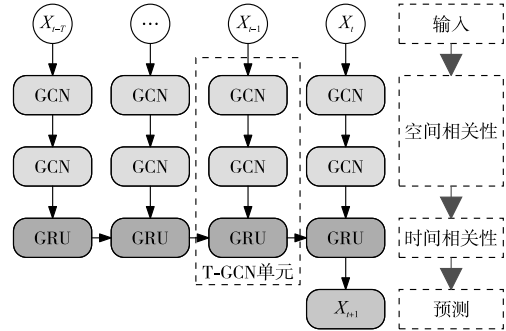 X_{t-T} … X_{t-1} X_t 输入
GCN GCN GCN GCN
空间相关性
GCN GCN GCN GCN
GRU GRU GRU GRU 时间相关性
T-GCN单元
X_{t+1} 预测